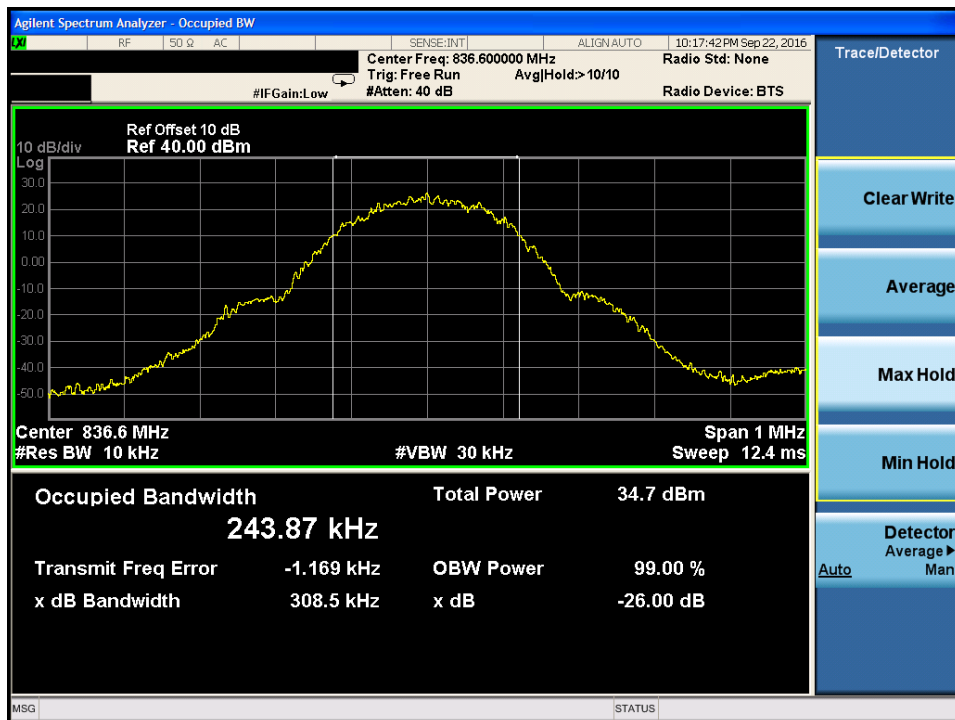 Agilent Spectrum Analyzer - Occupied BW
LXI RF 50 Ω AC SENSE:INT ALIGN AUTO 10:17:42 PM Sep 22, 2016
Center Freq: 836.600000 MHz Radio Std: None
Trig: Free Run Avg|Hold:> 10/10
#IFGain:Low #Atten: 40 dB Radio Device: BTS
Ref Offset 10 dB
10 dB/div Ref 40.00 dBm
Log
30.0
20.0
10.0
0.00
-10.0
-20.0
-30.0
-40.0
-50.0
Center 836.6 MHz Span 1 MHz
#Res BW 10 kHz #VBW 30 kHz Sweep 12.4 ms
Occupied Bandwidth Total Power 34.7 dBm
243.87 kHz
Transmit Freq Error -1.169 kHz OBW Power 99.00 %
x dB Bandwidth 308.5 kHz x dB -26.00 dB
MSG STATUS
Trace/Detector
Clear Write
Average
Max Hold
Min Hold
Detector
Average
Auto Man